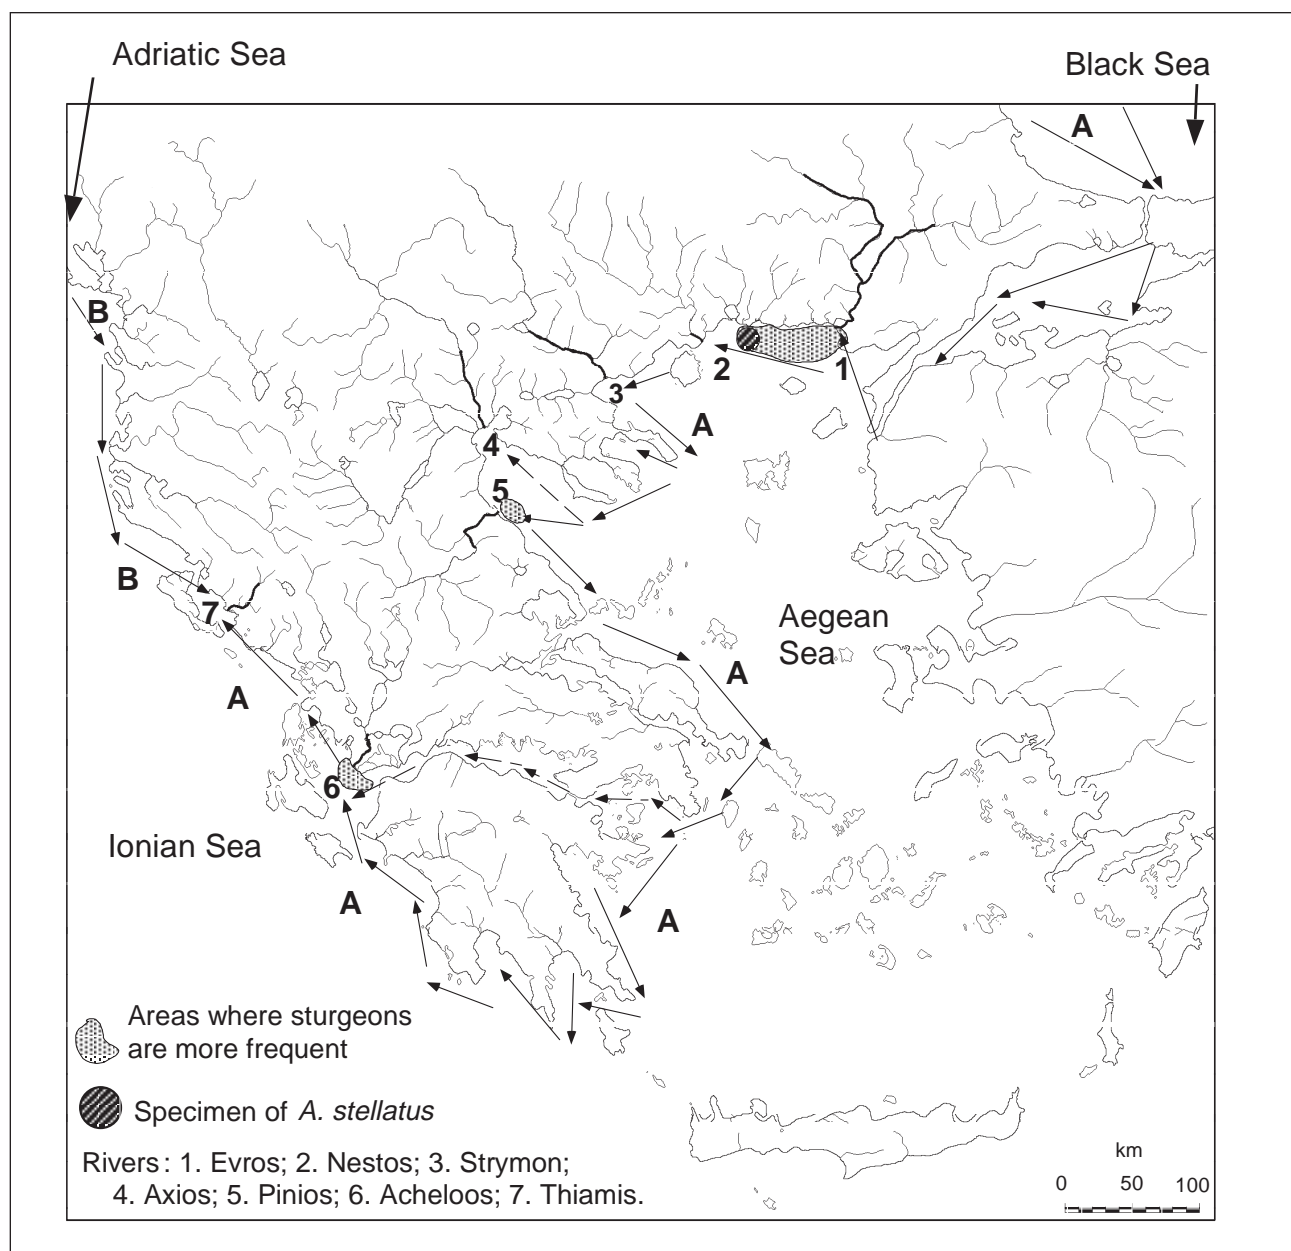 Adriatic Sea
Black Sea
A
B
2
1
3
A
4
5
B
7
Aegean
Sea
A
A
6
Ionian Sea
A
A
Areas where sturgeons
are more frequent
Specimen of A. stellatus
km
Rivers: 1. Evros; 2. Nestos; 3. Strymon;
4. Axios; 5. Pinios; 6. Acheloos; 7. Thiamis.
0 50 100